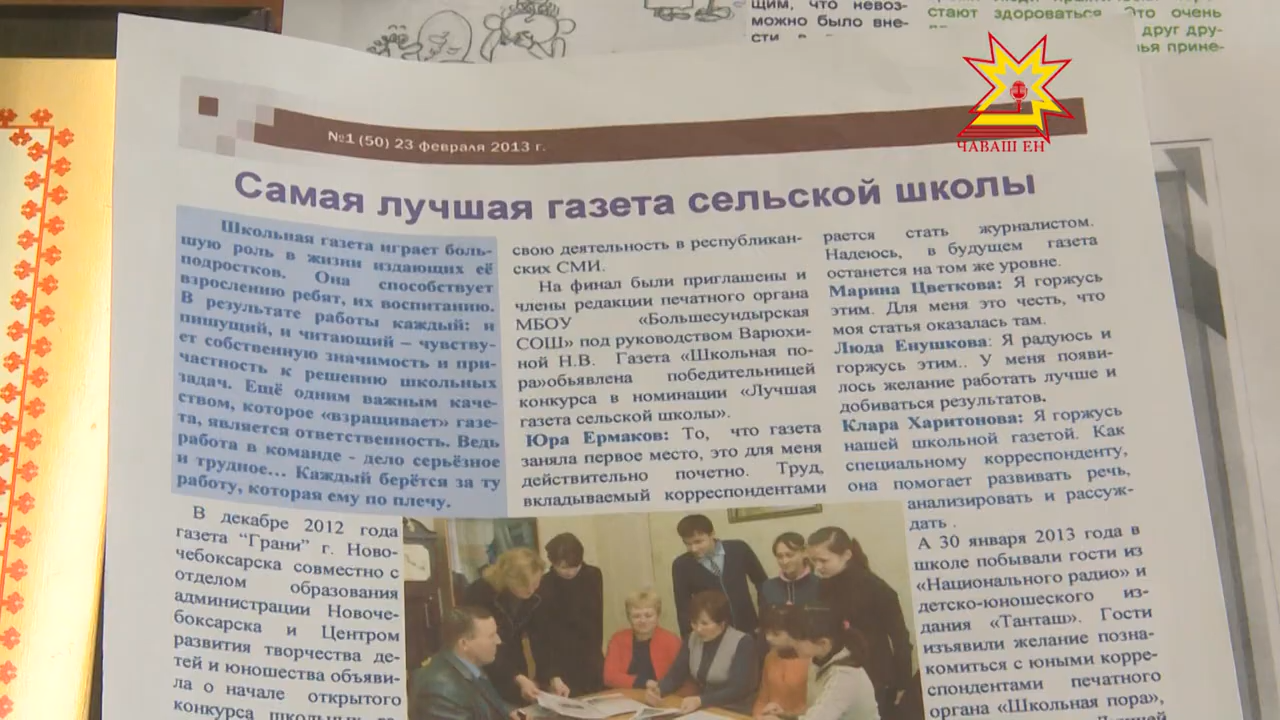 щим, что невоз-
можно было вне-
сти в
стают здороваться. Это очень
друг дру-
прине-
ЧӐВАШ ЕН
№1 (50) 23 февраля 2013 г.
Самая лучшая газета сельской школы
Школьная газета играет боль-
шую роль в жизни издающих её
подростков. Она способствует
взрослению ребят, их воспитанию.
В результате работы каждый: и
пишущий, и читающий – чувству-
ет собственную значимость и при-
частность к решению школьных
задач. Ещё одним важным каче-
ством, которое «взращивает» газе-
та, является ответственность. Ведь
работа в команде - дело серьёзное
и трудное... Каждый берётся за ту
работу, которая ему по плечу.
В декабре 2012 года
газета “Грани” г. Ново-
чебоксарска совместно с
отделом образования
администрации Новоче-
боксарска и Центром
развития творчества де-
тей и юношества объяви-
ла о начале открытого
конкурса школьных га-
свою деятельность в республикан-
ских СМИ.
На финал были приглашены и
члены редакции печатного органа
МБОУ «Большесундырская
СОШ» под руководством Варюхи-
ной Н.В. Газета «Школьная по-
ра»объявлена победительницей
конкурса в номинации «Лучшая
газета сельской школы».
Юра Ермаков: То, что газета
заняла первое место, это для меня
действительно почетно. Труд,
вкладываемый корреспондентами
рается стать журналистом.
Надеюсь, в будущем газета
останется на том же уровне.
Марина Цветкова: Я горжусь
этим. Для меня это честь, что
моя статья оказалась там.
Люда Енушкова: Я радуюсь и
горжусь этим.. У меня появи-
лось желание работать лучше и
добиваться результатов.
Клара Харитонова: Я горжусь
нашей школьной газетой. Как
специальному корреспонденту,
она помогает развивать речь,
анализировать и рассуж-
дать .
А 30 января 2013 года в
школе побывали гости из
«Национального радио» и
детско-юношеского из-
дания «Танташ». Гости
изъявили желание позна-
комиться с юными корре-
спондентами печатного
органа «Школьная пора»,